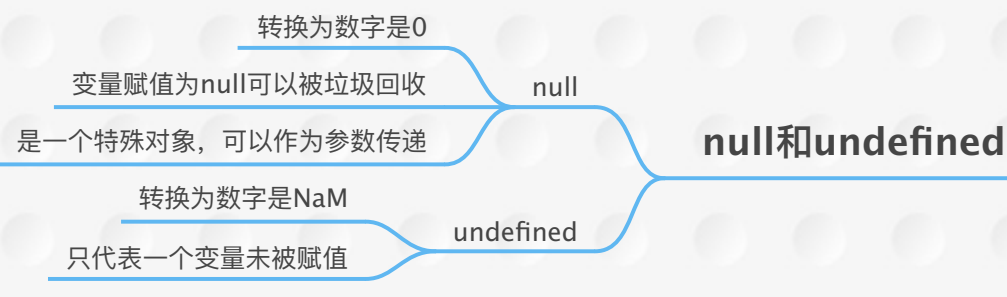 转换为数字是0
变量赋值为null可以被垃圾回收
null
是一个特殊对象，可以作为参数传递
null和undefined
转换为数字是NaM
undefined
只代表一个变量未被赋值